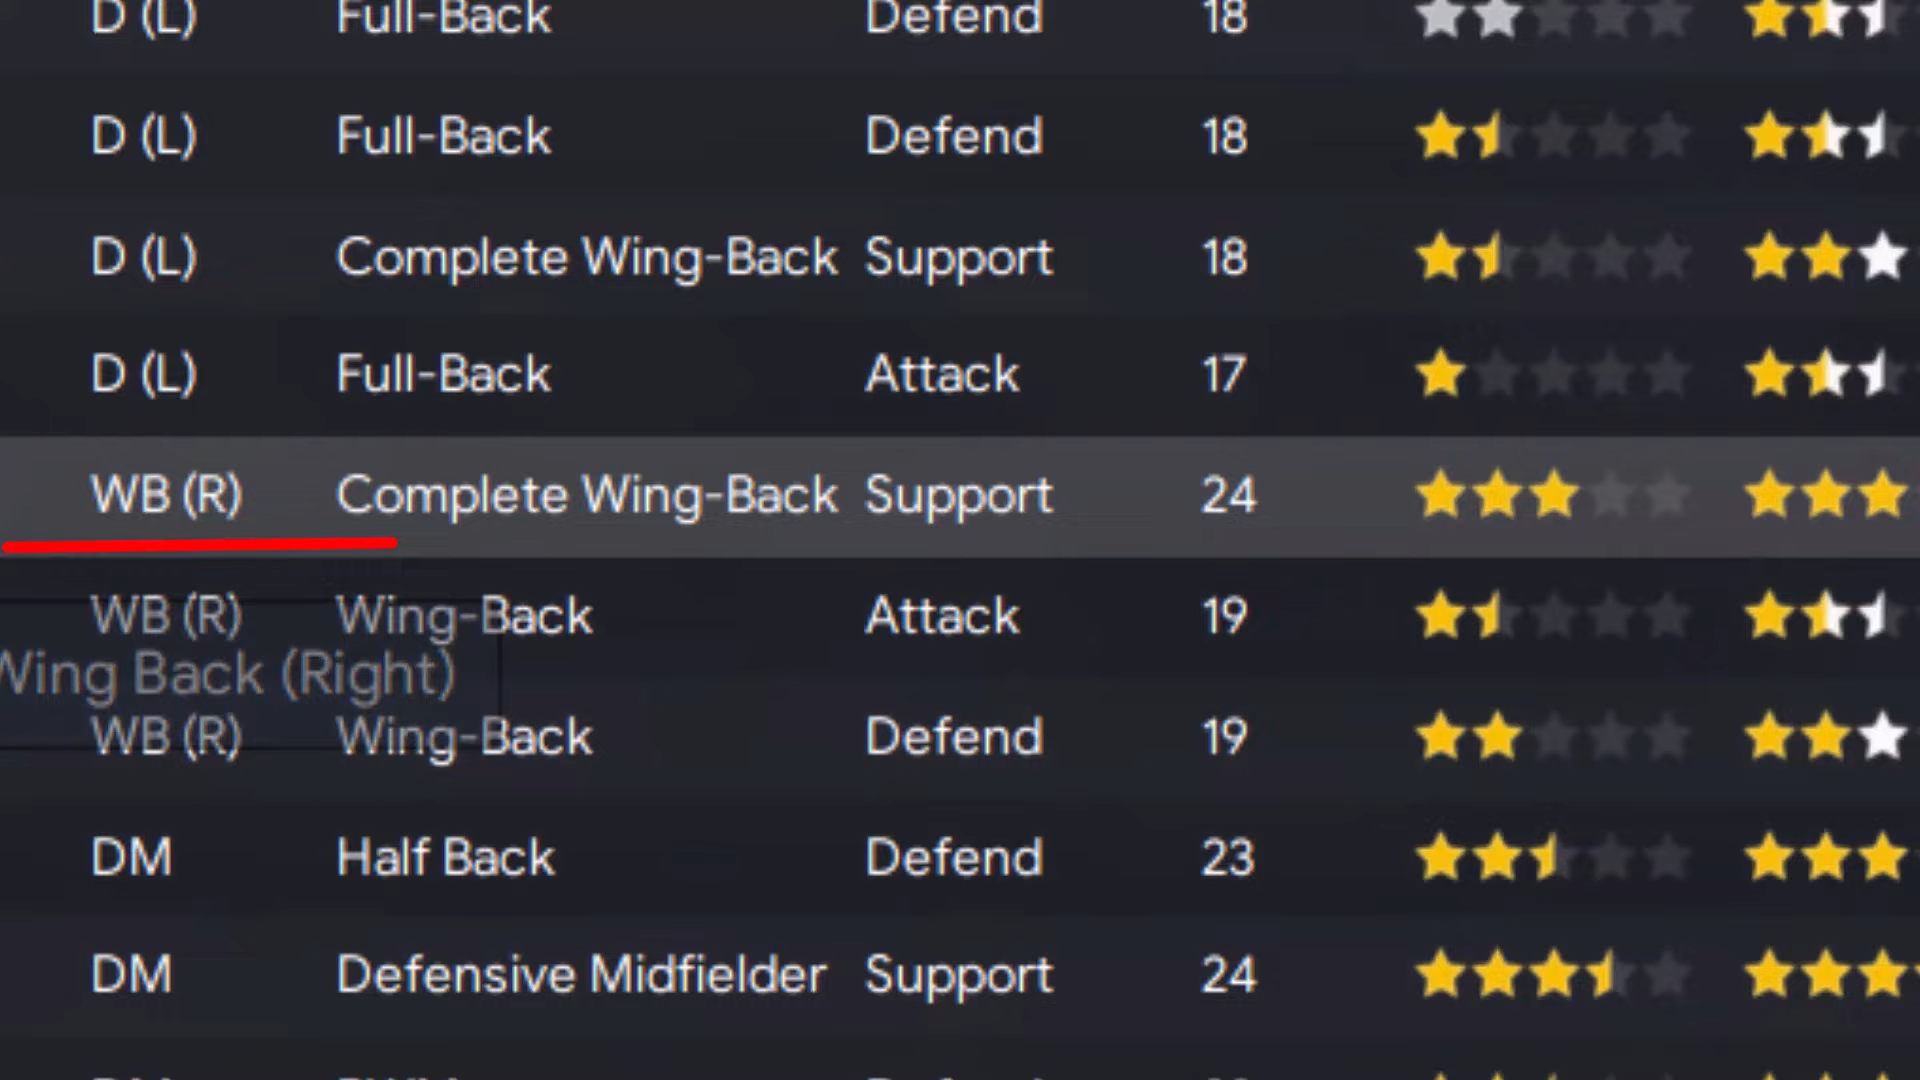 D (L) Full-Back Defend 18
D (L) Full-Back Defend 18
D (L) Complete Wing-Back Support 18
D (L) Full-Back Attack 17
WB (R) Complete Wing-Back Support 24
WB (R) Wing-Back Attack 19
Wing Back (Right)
WB (R) Wing-Back Defend 19
DM Half Back Defend 23
DM Defensive Midfielder Support 24